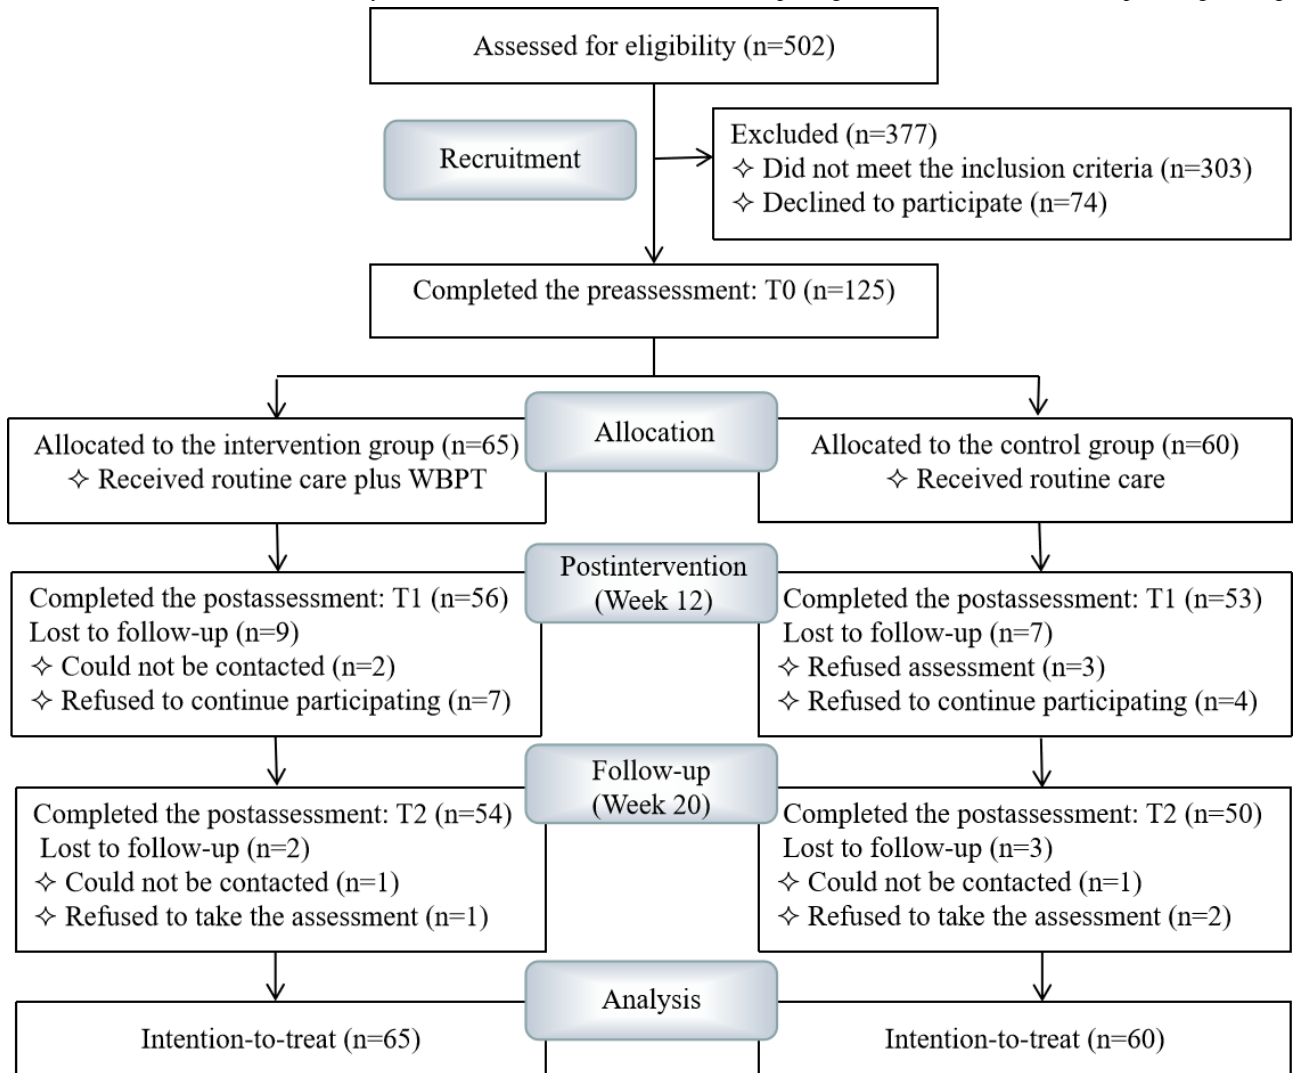 Assessed for eligibility (n=502)
Recruitment
Excluded (n=377)
✧ Did not meet the inclusion criteria (n=303)
✧ Declined to participate (n=74)
Completed the preassessment: T0 (n=125)
Allocation
Allocated to the intervention group (n=65)
✧ Received routine care plus WBPT
Allocated to the control group (n=60)
✧ Received routine care
Postintervention
(Week 12)
Completed the postassessment: T1 (n=56)
Lost to follow-up (n=9)
✧ Could not be contacted (n=2)
✧ Refused to continue participating (n=7)
Completed the postassessment: T1 (n=53)
Lost to follow-up (n=7)
✧ Refused assessment (n=3)
✧ Refused to continue participating (n=4)
Follow-up
(Week 20)
Completed the postassessment: T2 (n=54)
Lost to follow-up (n=2)
✧ Could not be contacted (n=1)
✧ Refused to take the assessment (n=1)
Completed the postassessment: T2 (n=50)
Lost to follow-up (n=3)
✧ Could not be contacted (n=1)
✧ Refused to take the assessment (n=2)
Analysis
Intention-to-treat (n=65)
Intention-to-treat (n=60)